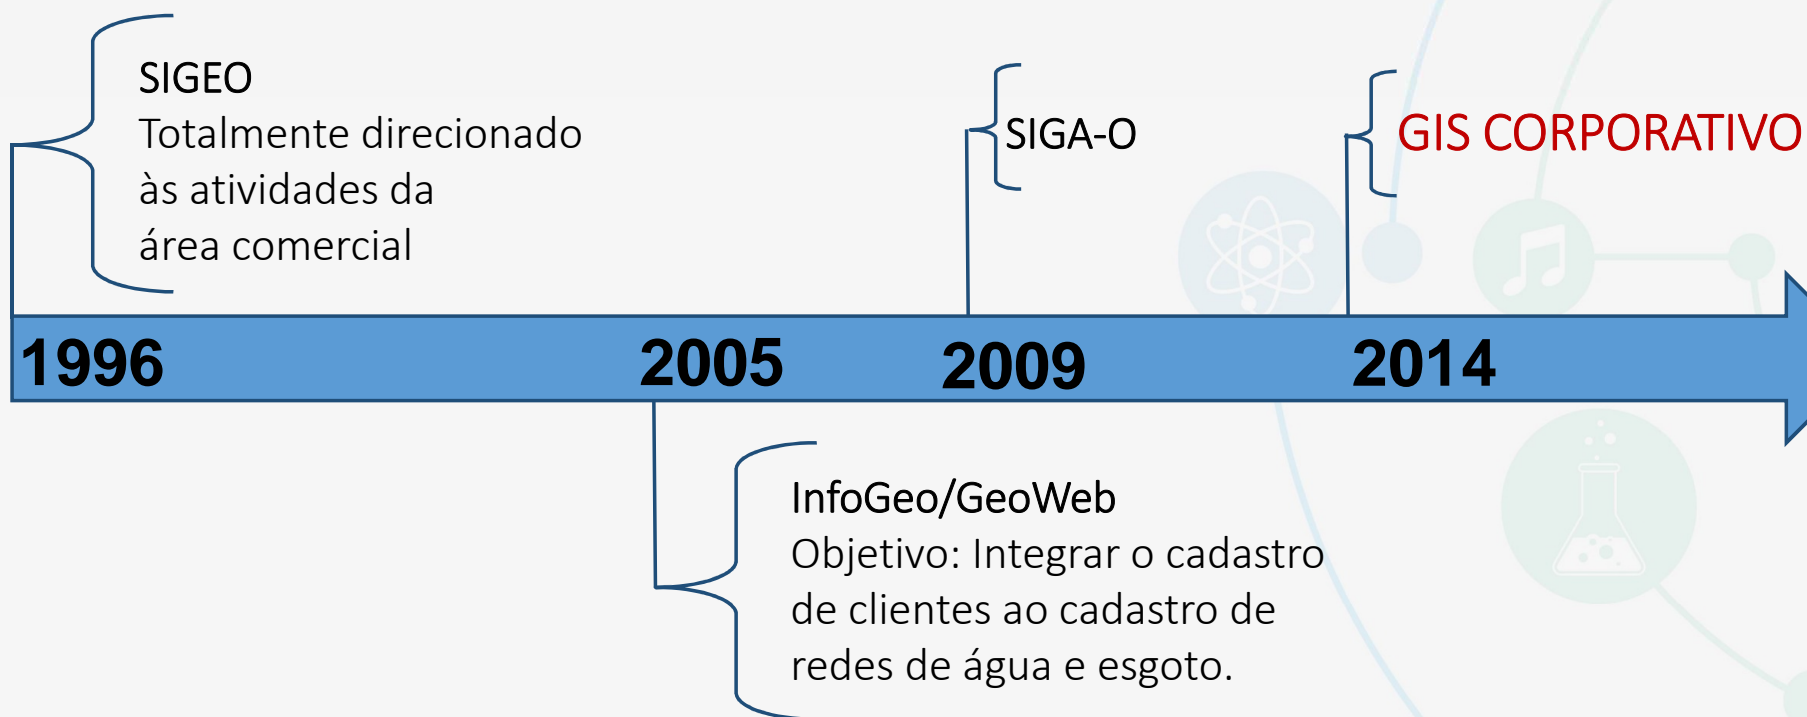 SIGEO
Totalmente direcionado
às atividades da
área comercial
SIGA-O
GIS CORPORATIVO
1996
2005
2009
2014
InfoGeo/GeoWeb
Objetivo: Integrar o cadastro
de clientes ao cadastro de
redes de água e esgoto.